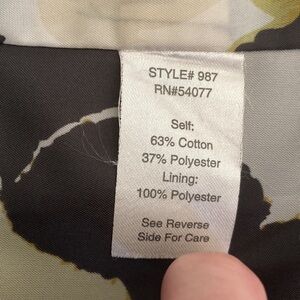 STYLE# 987
RN#54077
Self:
63% Cotton
37% Polyester
Lining:
100% Polyester
See Reverse
Side For Care